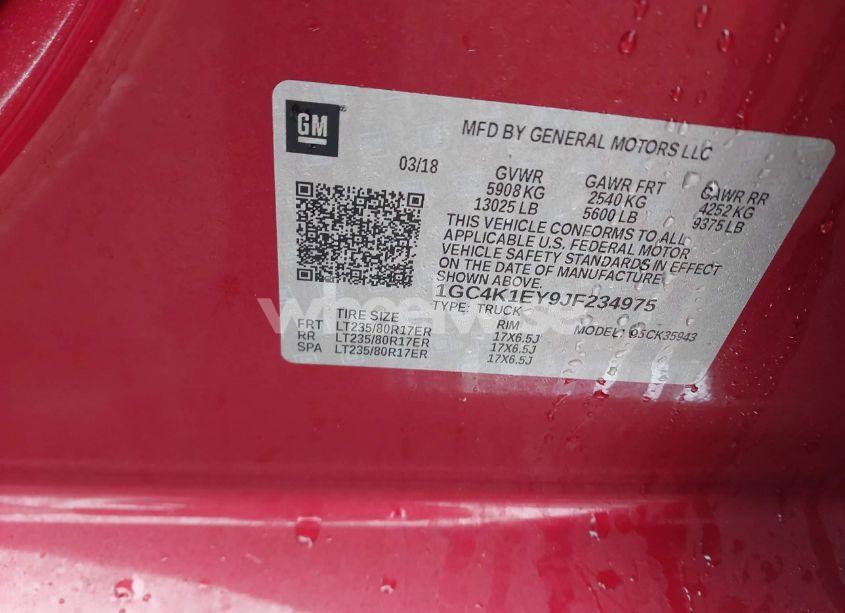 GM
MFD BY GENERAL MOTORS LLC
03/18
GVWR
5908 KG
13025 LB
GAWR FRT
2540 KG
5600 LB
GAWR RR
4252 KG
9375 LB
THIS VEHICLE CONFORMS TO ALL
APPLICABLE U.S. FEDERAL MOTOR
VEHICLE SAFETY STANDARDS IN EFFECT
ON THE DATE OF MANUFACTURE
SHOWN ABOVE.
1GC4K1EY9JF234975
TYPE: TRUCK
MODEL: 95CK35943
TIRE SIZE
RIM
FRT LT235/80R17ER 17X6.5J
RR LT235/80R17ER 17X6.5J
SPA LT235/80R17ER 17X6.5J